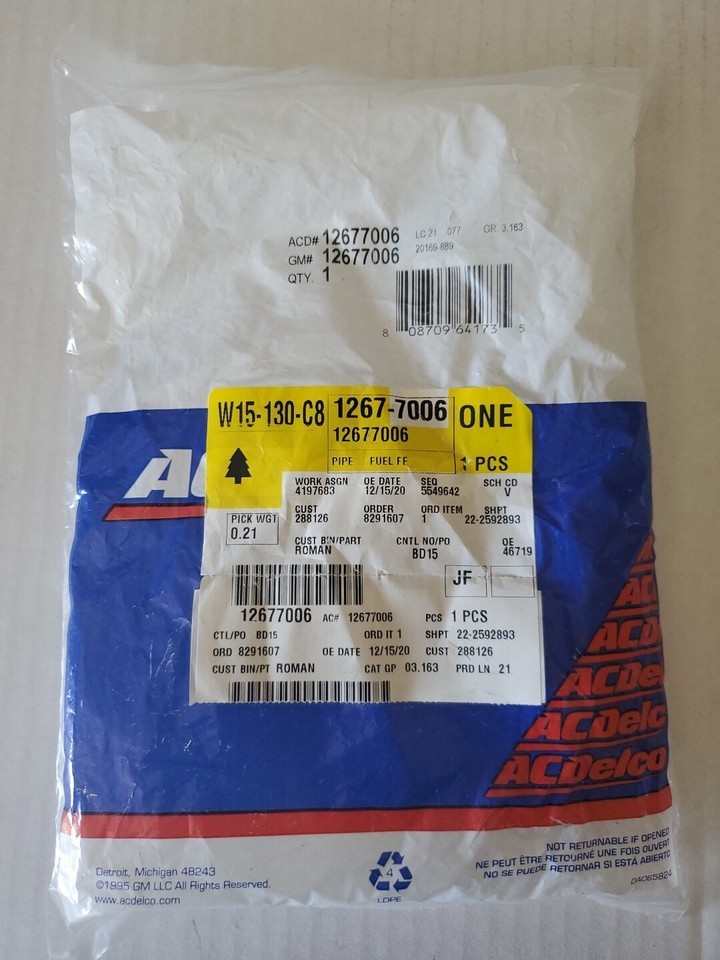 ACD# 12677006 LC 21 077 GR. 3.163
GM# 12677006 20169-889
QTY. 1
8 08709 64173 5
W15-130-C8 1267-7006 ONE
12677006
PIPE FUEL FE 1 PCS
WORK ASGN OE DATE SEQ SCH CD
4197683 12/15/20 5549642 V
CUST ORDER ORD ITEM SHPT
288126 8291607 1 22-2592893
PICK WGT
0.21
CUST BIN/PART CNTL NO/PO OE
ROMAN BD15 46719
JF
12677006 AC# 12677006 PCS 1 PCS
CTL/PO BD15 ORD IT 1 SHPT 22-2592893
ORD 8291607 OE DATE 12/15/20 CUST 288126
CUST BIN/PT ROMAN CAT GP 03.163 PRD LN 21
AC
ACD
ACDe
ACDelc
ACDelco
NOT RETURNABLE IF OPENED
NE PEUT ÊTRE RETOURNÉ UNE FOIS OUVERT
NO SE PUEDE RETORNAR SI ESTÁ ABIERTO
DA065824
Detroit, Michigan 48243
©1995 GM LLC All Rights Reserved.
www.acdelco.com
4
LDPE